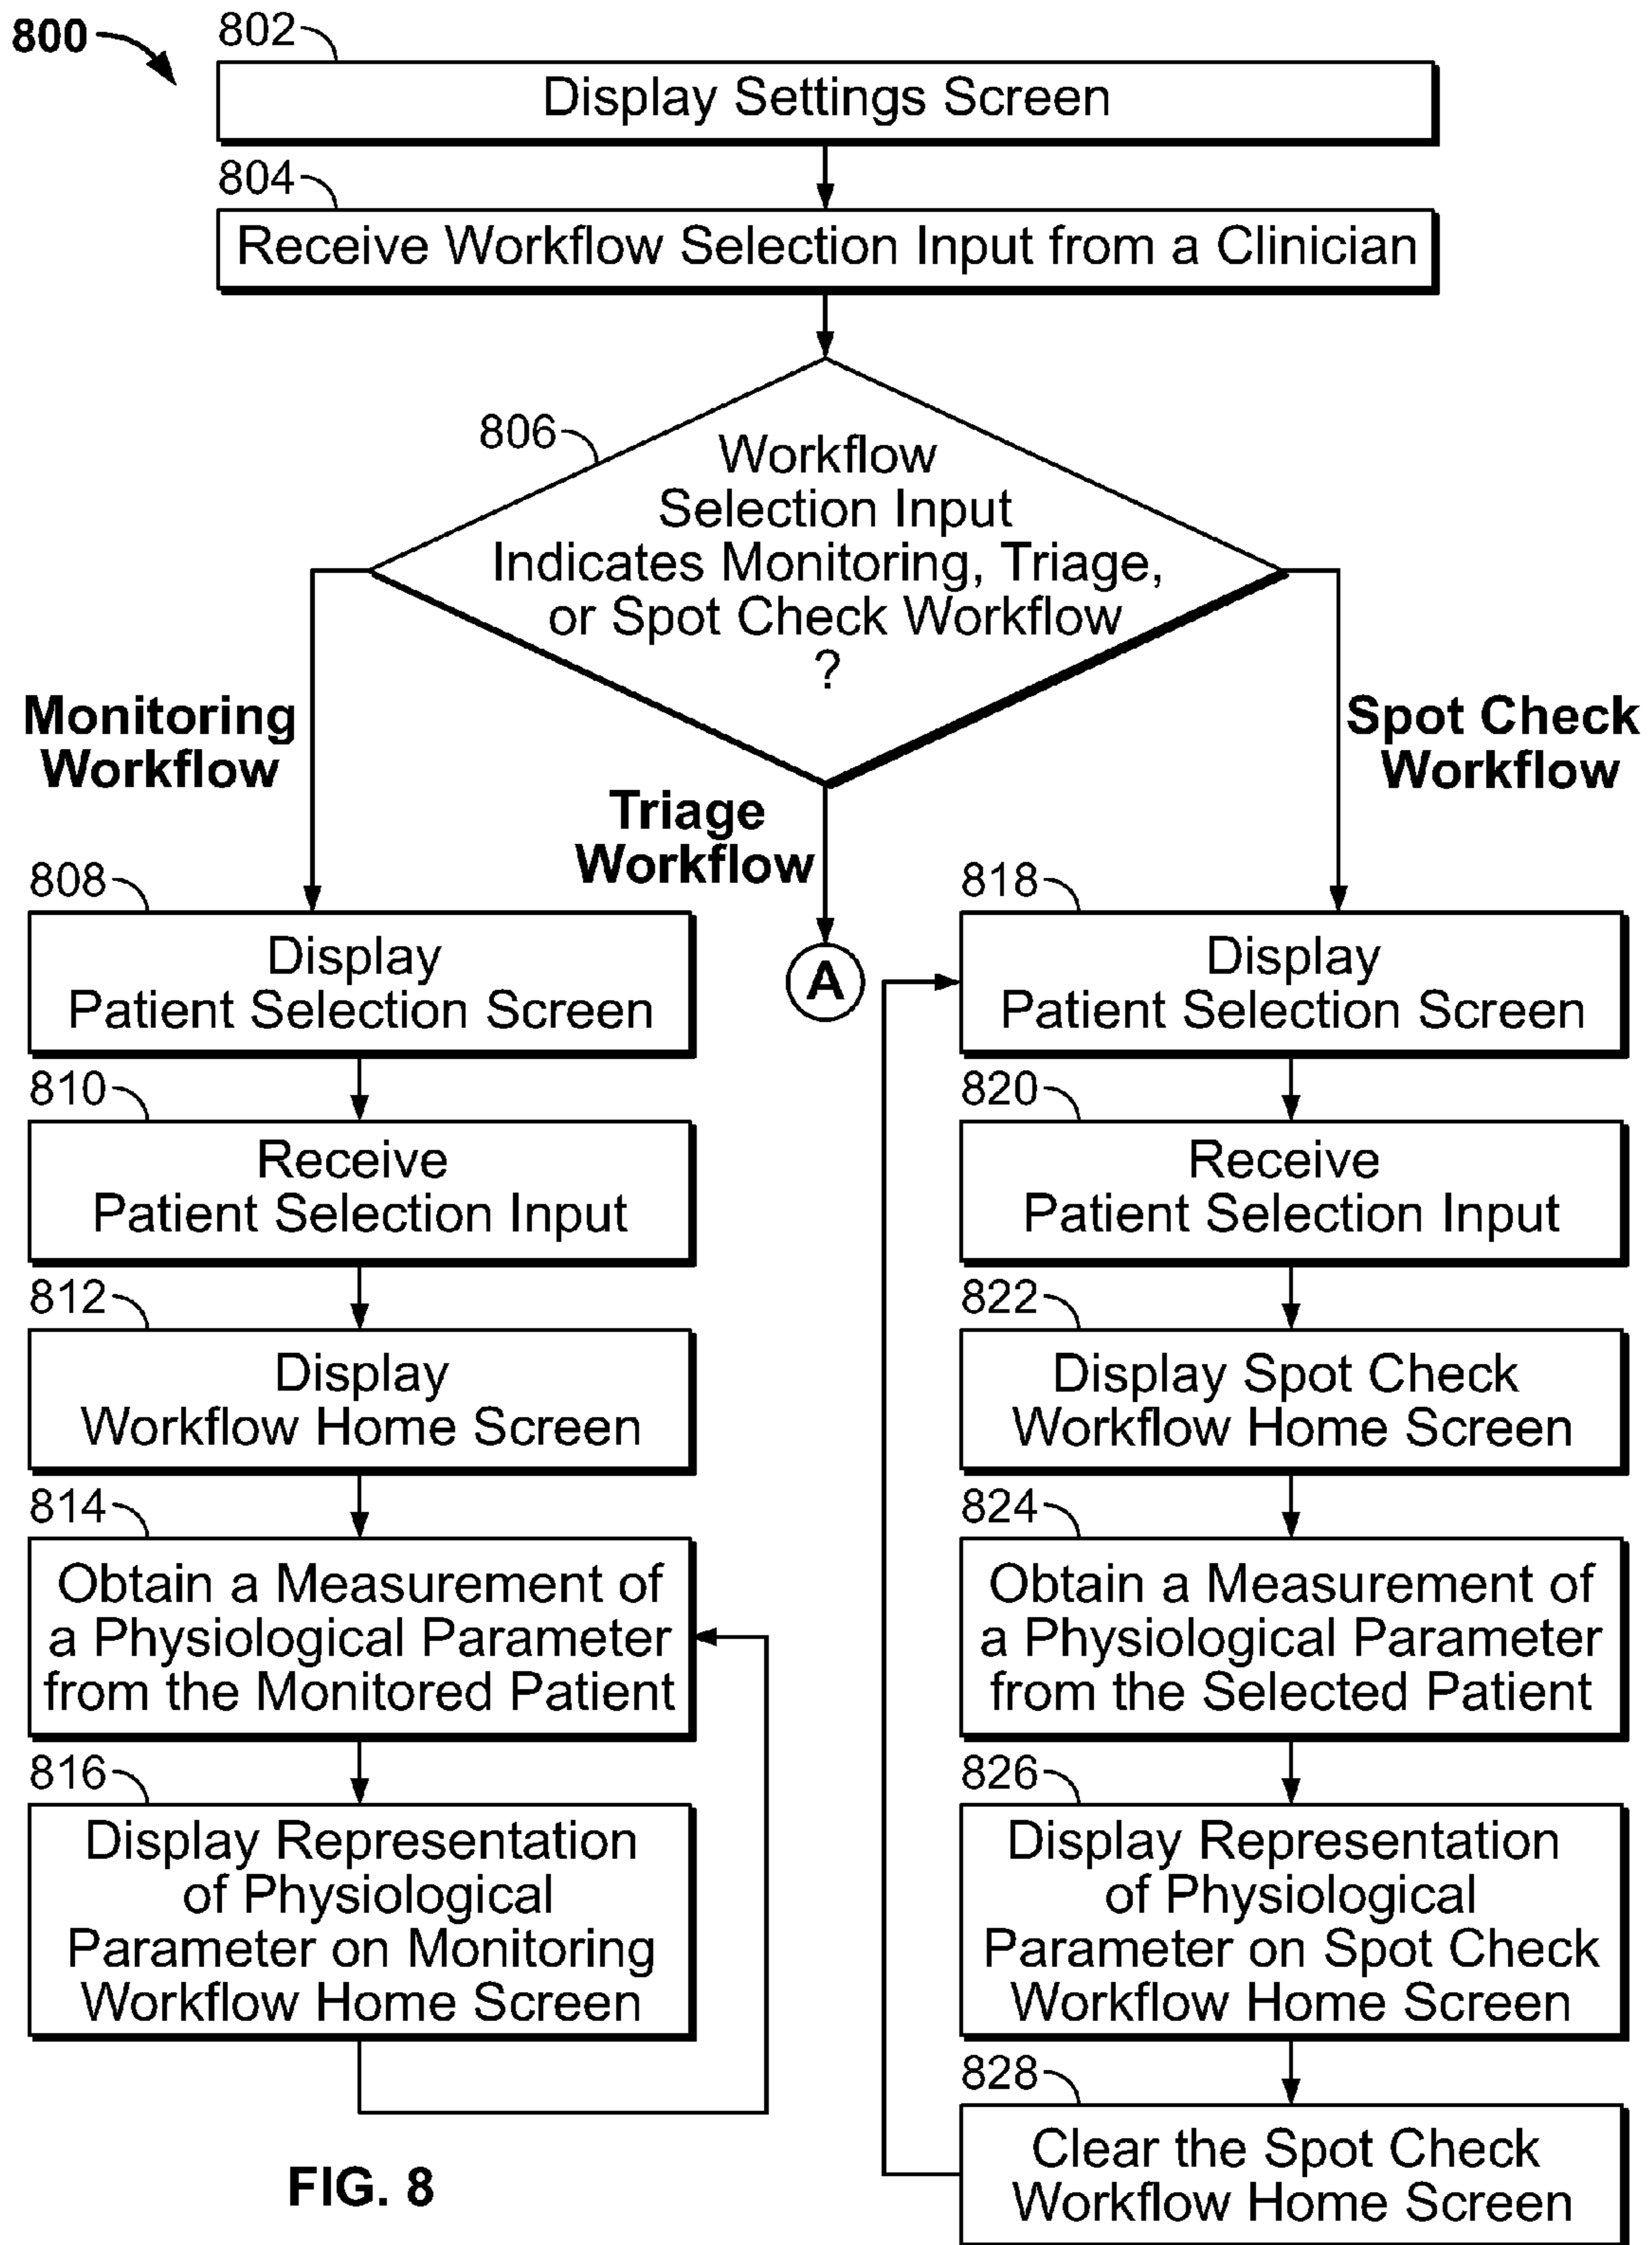 800
802
Display Settings Screen
804
Receive Workflow Selection Input from a Clinician
806
Workflow
Selection Input
Indicates Monitoring, Triage,
or Spot Check Workflow
?
Monitoring
Workflow
Triage
Workflow
Spot Check
Workflow
A
808
Display
Patient Selection Screen
810
Receive
Patient Selection Input
812
Display
Workflow Home Screen
814
Obtain a Measurement of
a Physiological Parameter
from the Monitored Patient
816
Display Representation
of Physiological
Parameter on Monitoring
Workflow Home Screen
818
Display
Patient Selection Screen
820
Receive
Patient Selection Input
822
Display Spot Check
Workflow Home Screen
824
Obtain a Measurement of
a Physiological Parameter
from the Selected Patient
826
Display Representation
of Physiological
Parameter on Spot Check
Workflow Home Screen
828
Clear the Spot Check
Workflow Home Screen
FIG. 8